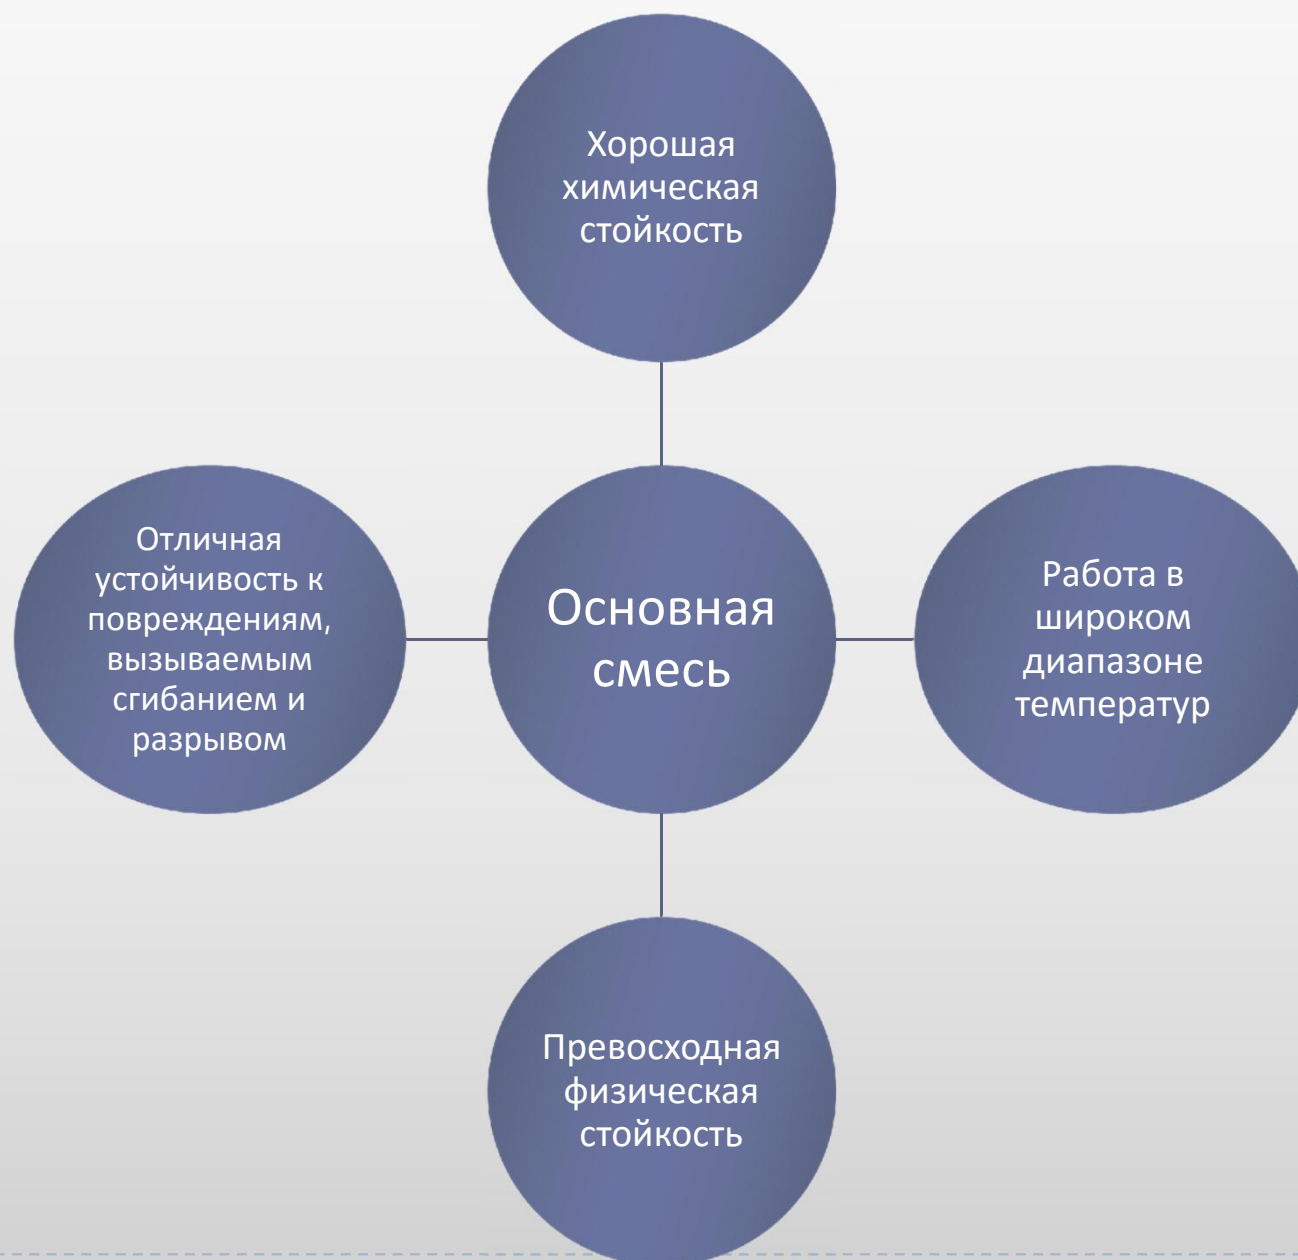 Хорошая
химическая
стойкость
Отличная
устойчивость к
повреждениям,
вызываемым
сгибанием и
разрывом
Основная
смесь
Работа в
широком
диапазоне
температур
Превосходная
физическая
стойкость